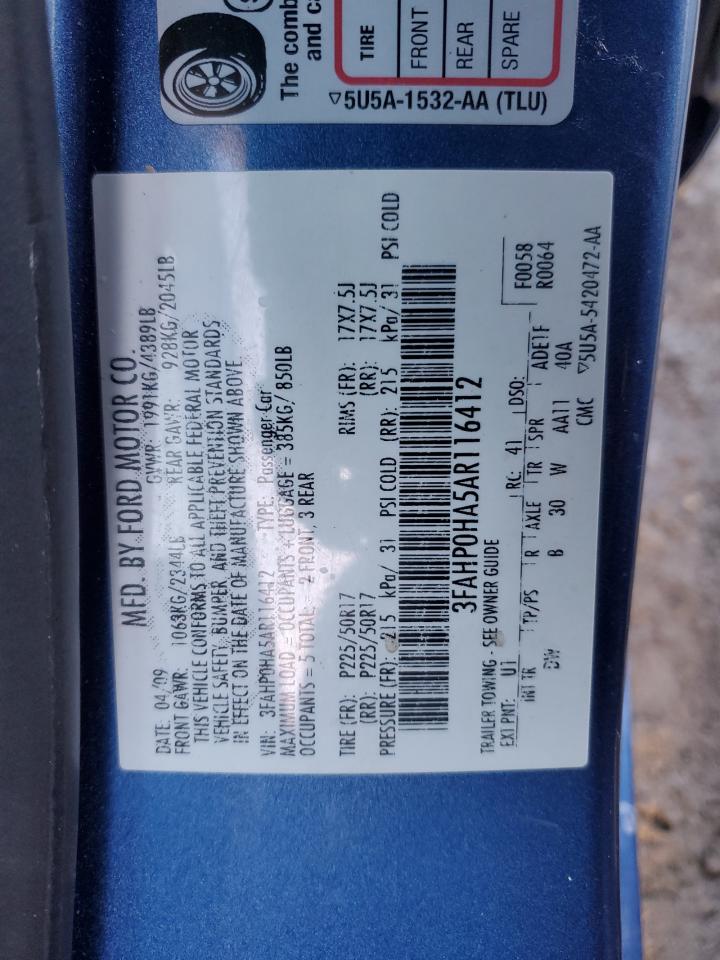 The comb
and ca
TIRE
FRONT
REAR
SPARE
▽5U5A-1532-AA (TLU)
MFD. BY FORD MOTOR CO.
DATE: 04/09 GVWR: 1991KG/4389LB
FRONT GAWR: 1063KG/2344LB REAR GAWR: 928KG/2045LB
THIS VEHICLE CONFORMS TO ALL APPLICABLE FEDERAL MOTOR
VEHICLE SAFETY, BUMPER, AND THEFT PREVENTION STANDARDS
IN EFFECT ON THE DATE OF MANUFACTURE SHOWN ABOVE.
VIN: 3FAHP0HA5AR116412 TYPE: Passenger Car
MAXIMUM LOAD = OCCUPANTS + LUGGAGE = 385KG/ 850LB
OCCUPANTS = 5 TOTAL: 2 FRONT, 3 REAR
TIRE (FR): P225/50R17 RIMS (FR): 17X7.5J
(RR): P225/50R17 (RR): 17X7.5J
PRESSURE (FR): 215 kPa/ 31 PSI COLD (RR): 215 kPa/ 31 PSI COLD
3FAHP0HA5AR116412
TRAILER TOWING - SEE OWNER GUIDE
EXT PNT: U1 RC: 41 DSO: F0058
R0064
INT TR TP/PS R AXLE TR SPR ADE1F
DW B 30 W AA11 40A
CMC ▽5U5A-5420472-AA